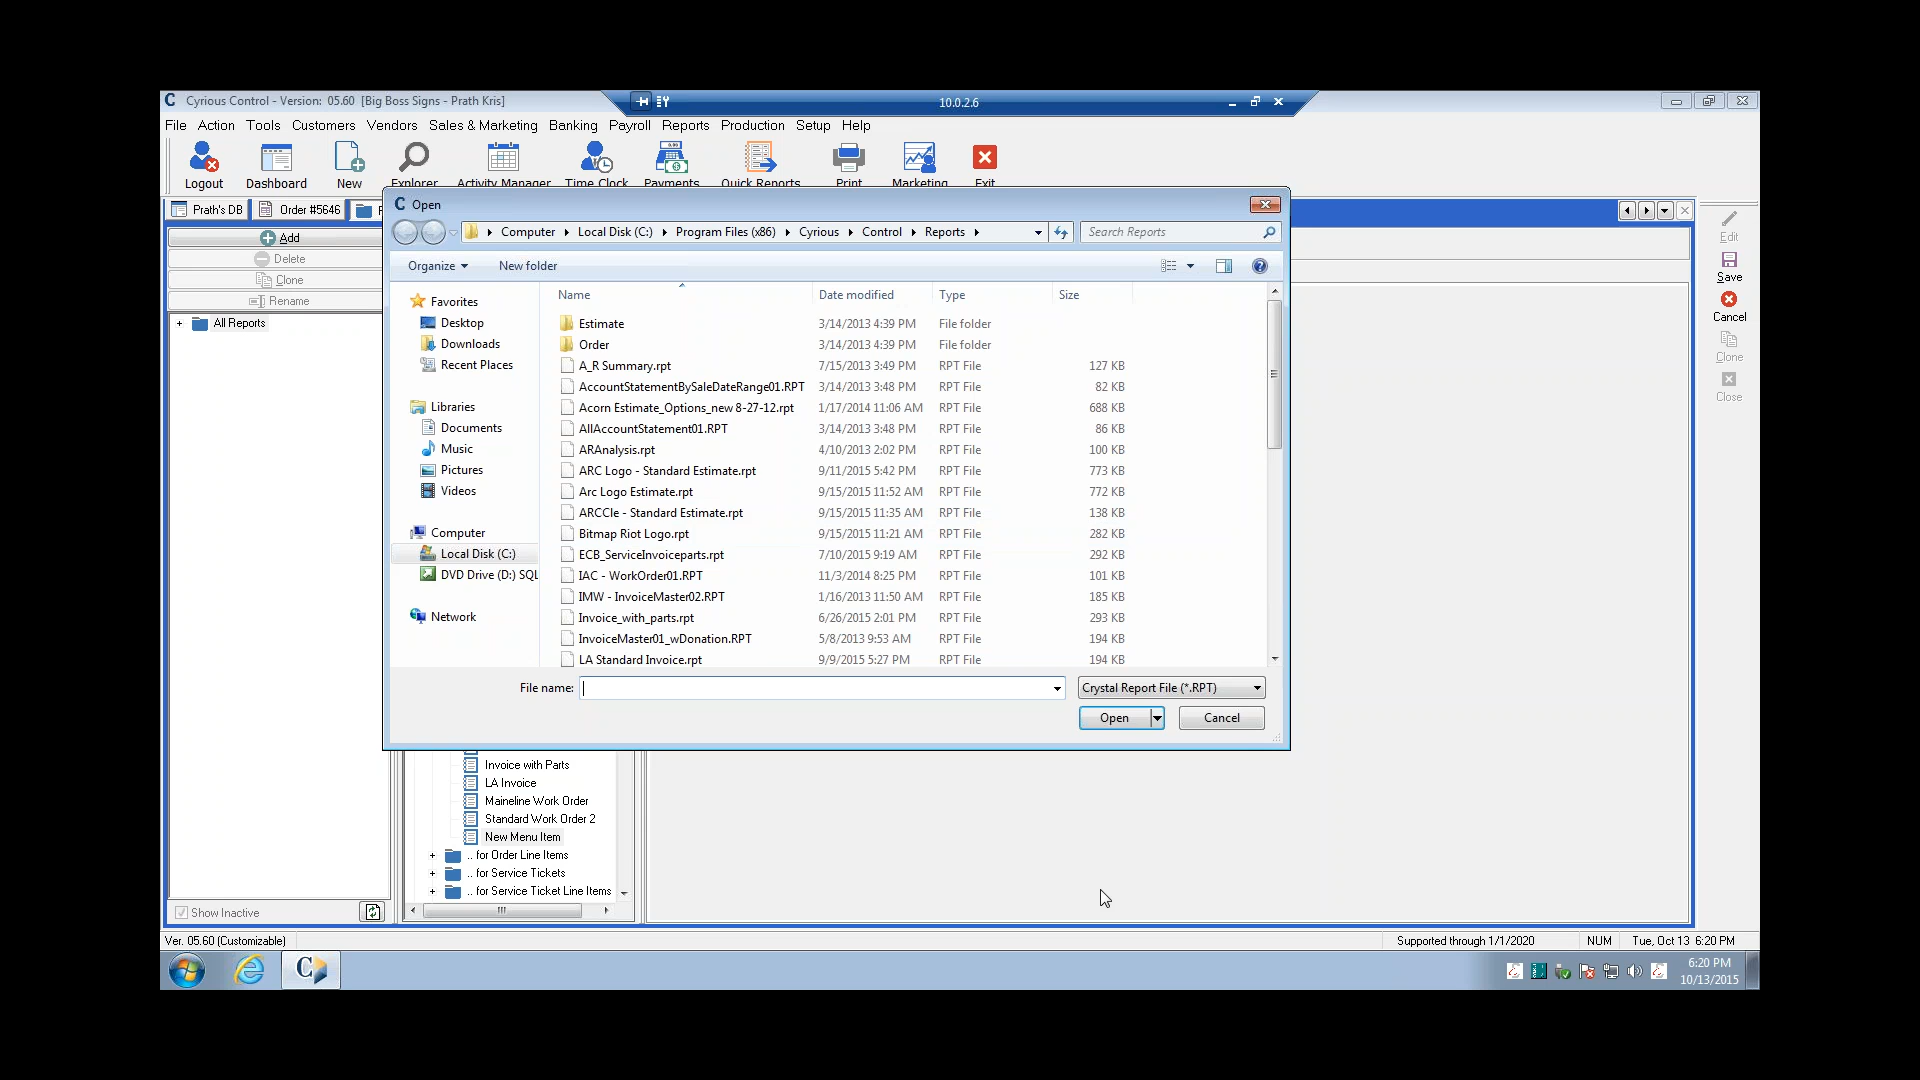 Cyrious Control - Version: 05.60 [Big Boss Signs - Prath Kris]
10.0.2.6
File Action Tools Customers Vendors Sales & Marketing Banking Payroll Reports Production Setup Help
Logout Dashboard New Explorer Activity Manager Time Clock Payments Quick Reports Print Marketing Exit
Prath's DB Order #5646
Open
Computer Local Disk (C:) Program Files (x86) Cyrious Control Reports
Search Reports
Organize New folder
Add
Delete
Clone
Rename
All Reports
Favorites
Desktop
Downloads
Recent Places
Libraries
Documents
Music
Pictures
Videos
Computer
Local Disk (C:)
DVD Drive (D:) SQL
Network
Name Date modified Type Size
Estimate 3/14/2013 4:39 PM File folder
Order 3/14/2013 4:39 PM File folder
A_R Summary.rpt 7/15/2013 3:49 PM RPT File 127 KB
AccountStatementBySaleDateRange01.RPT 3/14/2013 3:48 PM RPT File 82 KB
Acorn Estimate_Options_new 8-27-12.rpt 1/17/2014 11:06 AM RPT File 688 KB
AllAccountStatement01.RPT 3/14/2013 3:48 PM RPT File 86 KB
ARAnalysis.rpt 4/10/2013 2:02 PM RPT File 100 KB
ARC Logo - Standard Estimate.rpt 9/11/2015 5:42 PM RPT File 773 KB
Arc Logo Estimate.rpt 9/15/2015 11:52 AM RPT File 772 KB
ARCCle - Standard Estimate.rpt 9/15/2015 11:35 AM RPT File 138 KB
Bitmap Riot Logo.rpt 9/15/2015 11:21 AM RPT File 282 KB
ECB_ServiceInvoiceparts.rpt 7/10/2015 9:19 AM RPT File 292 KB
IAC - WorkOrder01.RPT 11/3/2014 8:25 PM RPT File 101 KB
IMW - InvoiceMaster02.RPT 1/16/2013 11:50 AM RPT File 185 KB
Invoice_with_parts.rpt 6/26/2015 2:01 PM RPT File 293 KB
InvoiceMaster01_wDonation.RPT 5/8/2013 9:53 AM RPT File 194 KB
LA Standard Invoice.rpt 9/9/2015 5:27 PM RPT File 194 KB
File name: Crystal Report File (*.RPT)
Open Cancel
Edit
Save
Cancel
Clone
Close
Invoice with Parts
LA Invoice
Maineline Work Order
Standard Work Order 2
New Menu Item
.. for Order Line Items
.. for Service Tickets
.. for Service Ticket Line Items
Show Inactive
Ver. 05.60 (Customizable) Supported through 1/1/2020 NUM Tue, Oct 13 6:20 PM
6:20 PM
10/13/2015